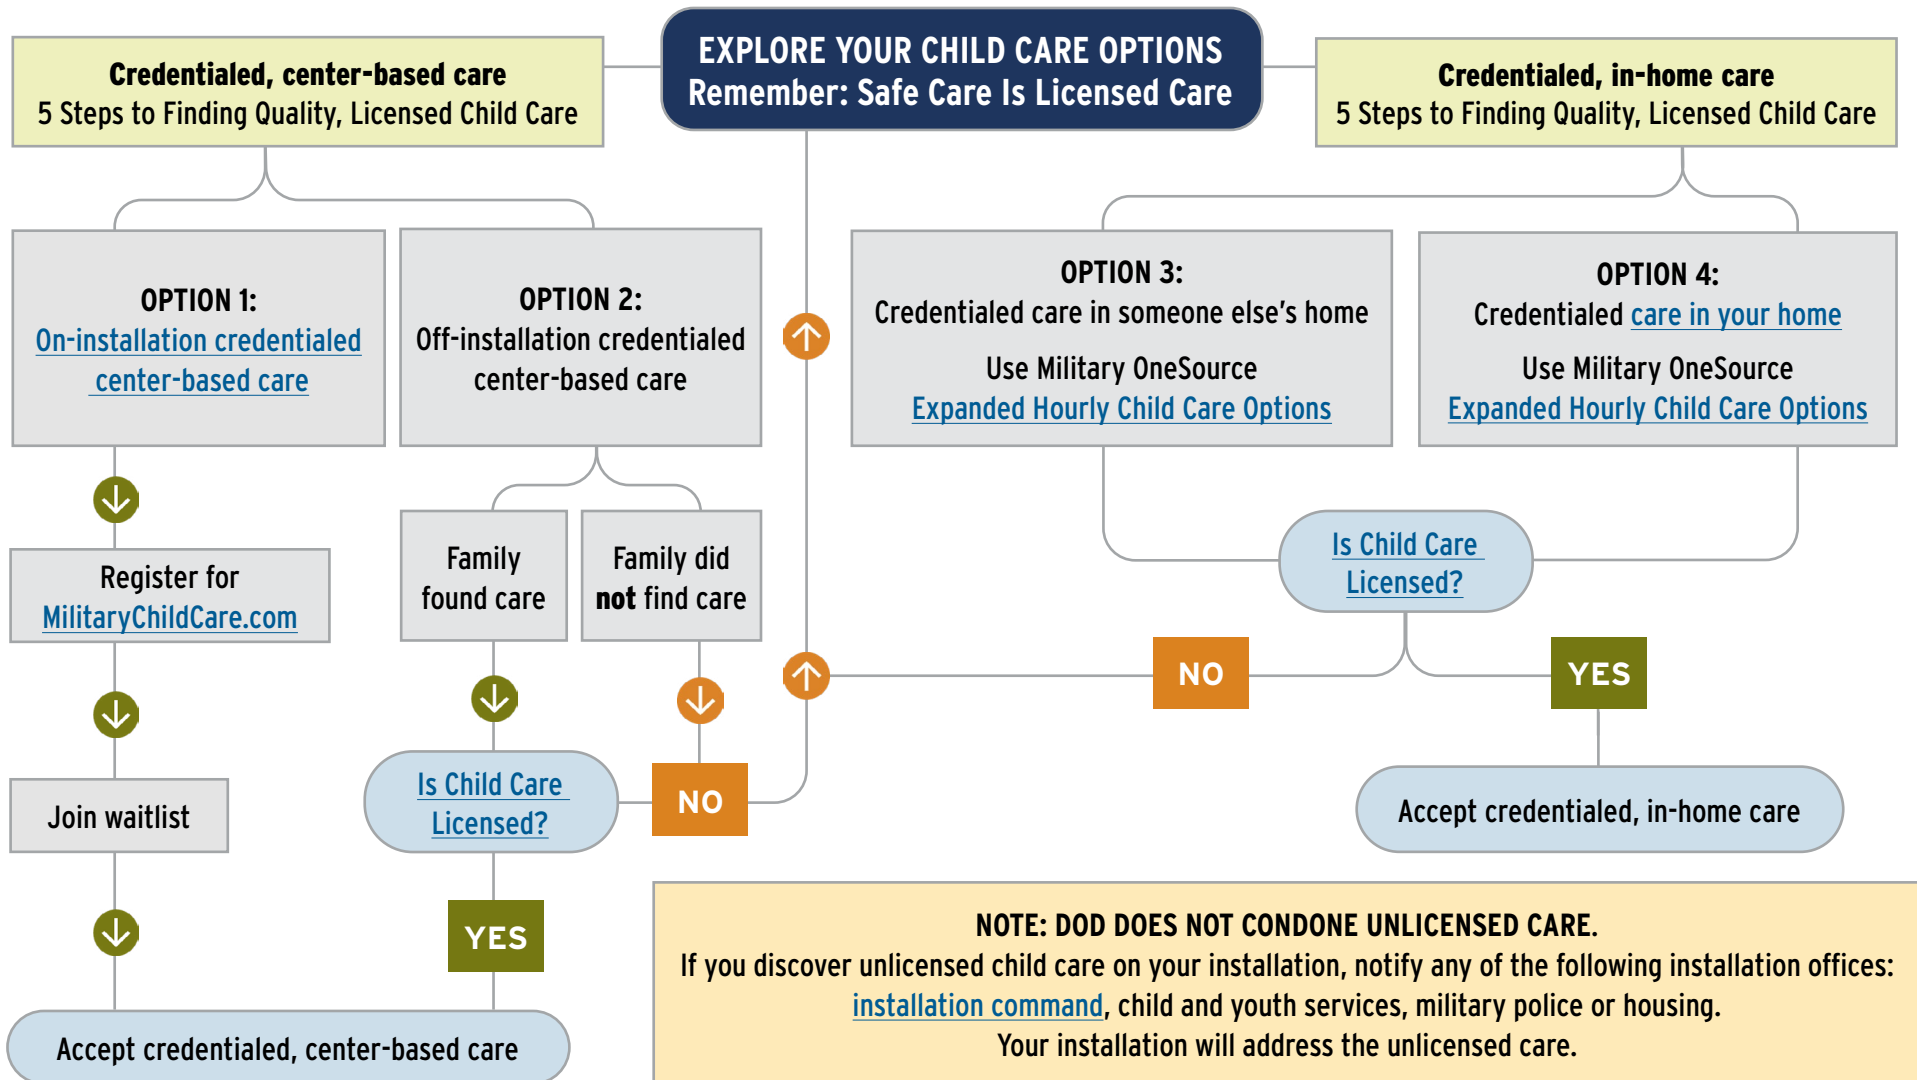 EXPLORE YOUR CHILD CARE OPTIONS
Remember: Safe Care Is Licensed Care
Credentialed, center-based care
5 Steps to Finding Quality, Licensed Child Care
Credentialed, in-home care
5 Steps to Finding Quality, Licensed Child Care
OPTION 1:
On-installation credentialed
center-based care
OPTION 2:
Off-installation credentialed
center-based care
OPTION 3:
Credentialed care in someone else's home
Use Military OneSource
Expanded Hourly Child Care Options
OPTION 4:
Credentialed care in your home
Use Military OneSource
Expanded Hourly Child Care Options
Register for
MilitaryChildCare.com
Family
found care
Family did
not find care
Is Child Care
Licensed?
NO
YES
Join waitlist
Is Child Care
Licensed?
NO
YES
Accept credentialed, in-home care
Accept credentialed, center-based care
NOTE: DOD DOES NOT CONDONE UNLICENSED CARE.
If you discover unlicensed child care on your installation, notify any of the following installation offices:
installation command, child and youth services, military police or housing.
Your installation will address the unlicensed care.